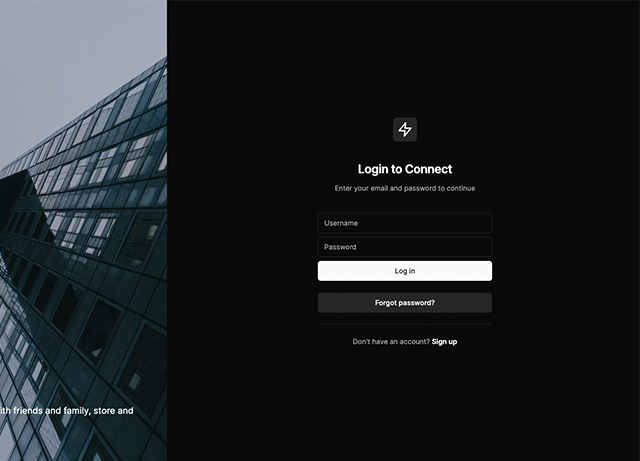 Login to Connect
Enter your email and password to continue
Username
Password
Log in
Forgot password?
Don't have an account? Sign up
with friends and family, store and